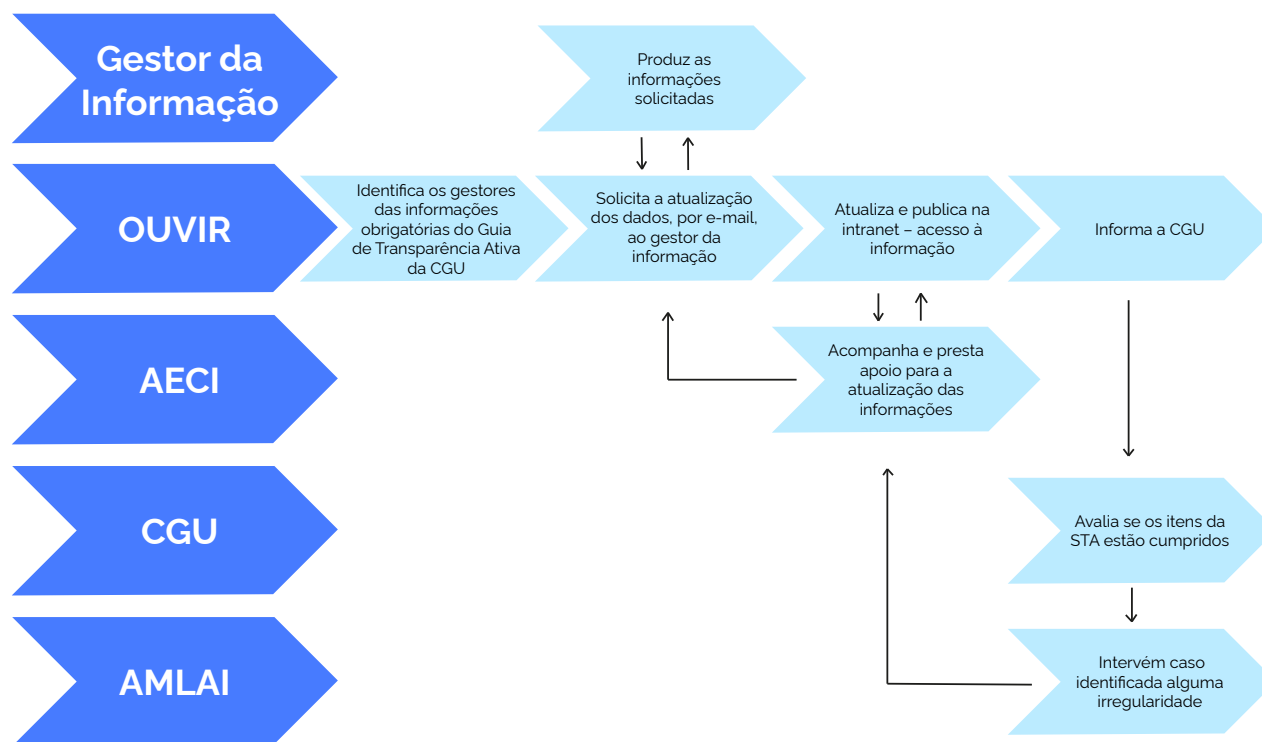 Gestor da
Informação
Produz as
informações
solicitadas
OUVIR
Identifica os gestores
das informações
obrigatórias do Guia
de Transparência Ativa
da CGU
Solicita a atualização
dos dados, por e-mail,
ao gestor da
informação
Atualiza e publica na
intranet – acesso à
informação
Informa a CGU
AECI
Acompanha e presta
apoio para a
atualização das
informações
CGU
Avalia se os itens da
STA estão cumpridos
AMLAI
Intervém caso
identificada alguma
irregularidade